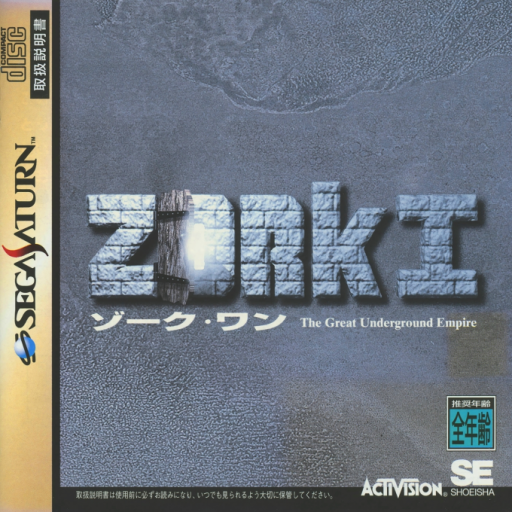 COMPACT
disc
取扱説明書
SEGA SATURN™
ZORK I
ゾーク・ワン
The Great Underground Empire
推奨年齢
全年齢
ACTIVISION®
SE
SHOEISHA
取扱説明書は使用前に必ずお読みになり、いつでも見られるよう大切に保管してください。